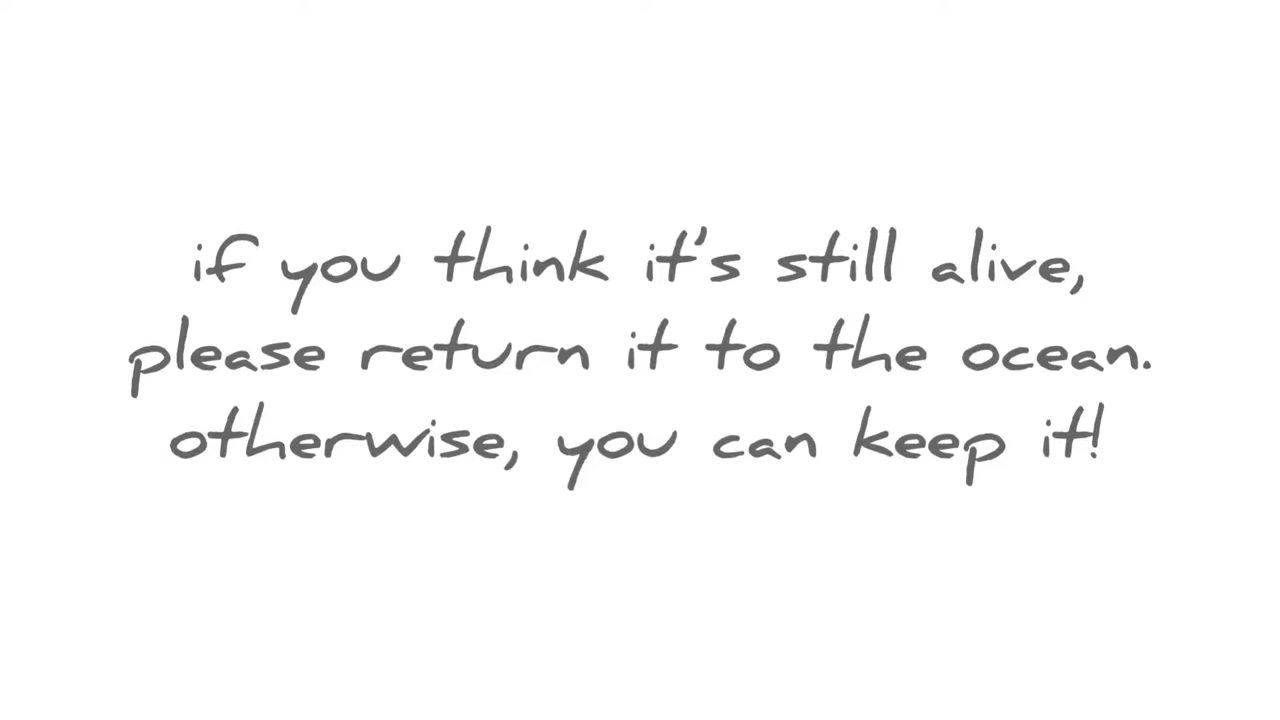 if you think it's still alive,
please return it to the ocean.
otherwise, you can keep it!